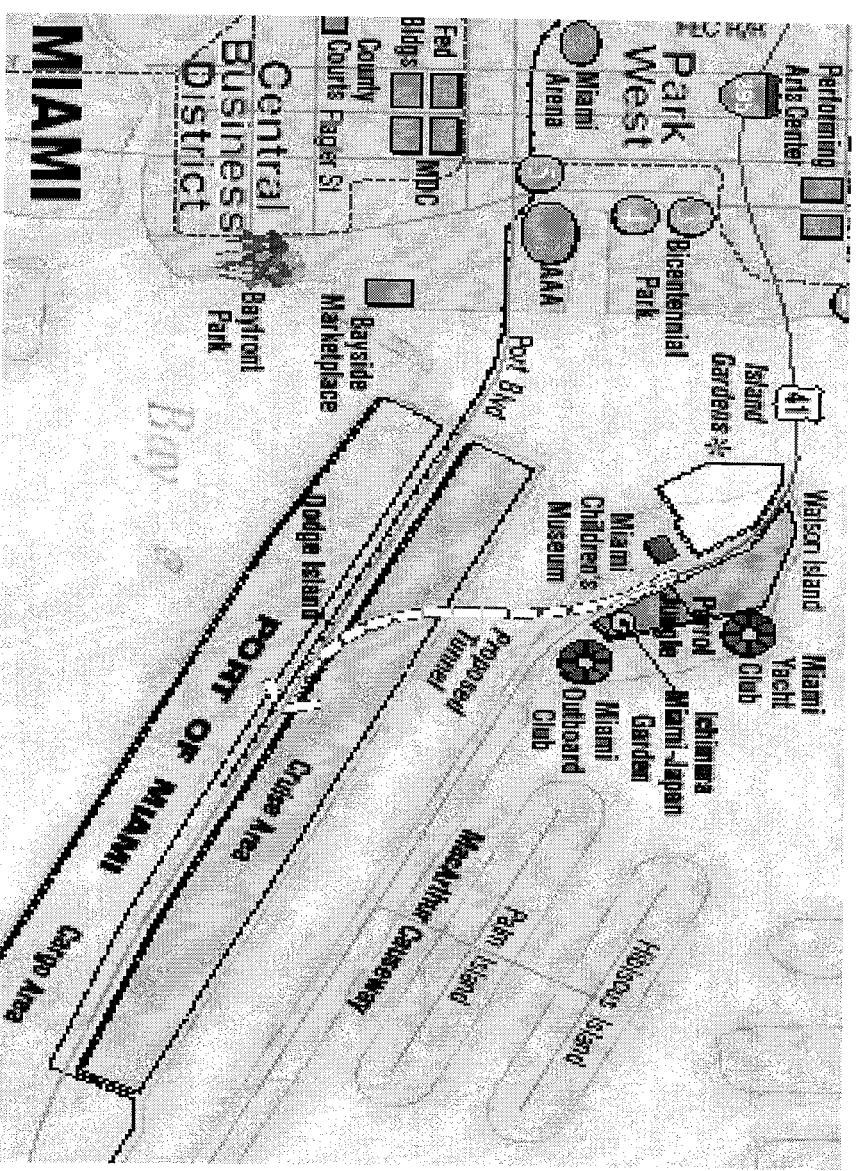 Performing
Arts Center
Park
West
Miami
Arena
Fed
Bldgs
County
Courts
Flagler St
MDC
Central
Business
District
MIAMI
Bicentennial
Park
AAA
Bayside
Marketplace
Bayfront
Park
Port Blvd
41
Island
Gardens
Watson Island
Miami
Children's
Museum
Parrot
Jungle
Miami
Yacht
Club
Ichimura
Miami-Japan
Garden
Miami
Outboard
Club
Proposed
Tunnel
Dodge Island
PORT OF MIAMI
Cruise Area
Cargo Area
MacArthur Causeway
Palm Island
Hibiscus Island
Bay